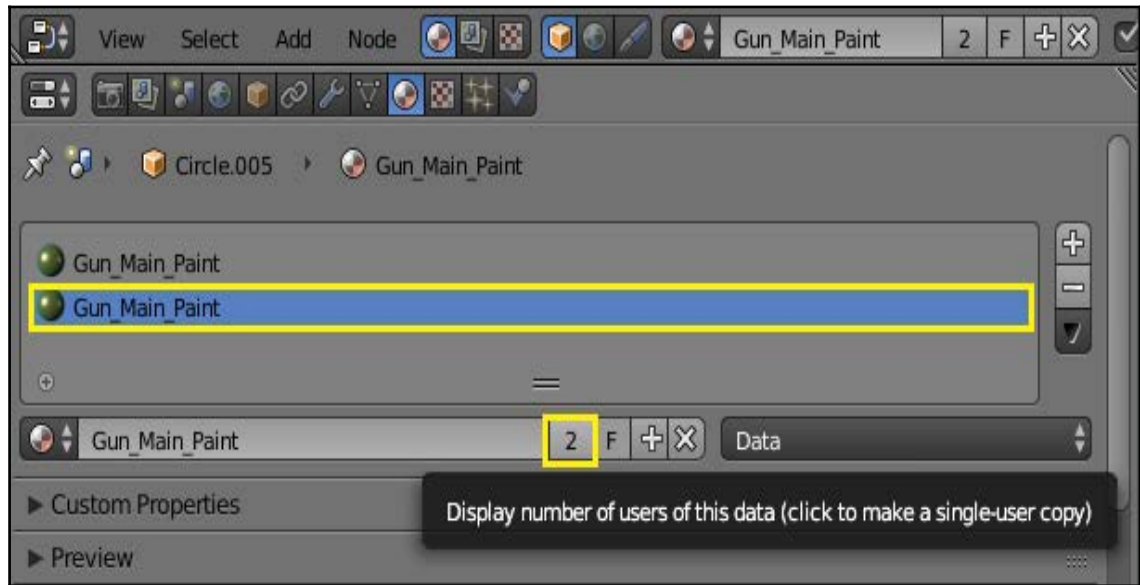 View Select Add Node Gun_Main_Paint 2 F
Circle.005 Gun_Main_Paint
Gun_Main_Paint
Gun_Main_Paint
Gun_Main_Paint 2 F Data
Custom Properties
Display number of users of this data (click to make a single-user copy)
Preview